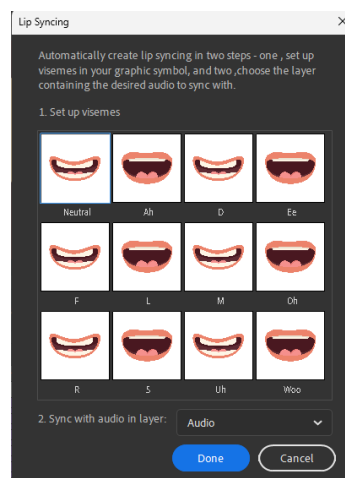 Lip Syncing
Automatically create lip syncing in two steps - one , set up
visemes in your graphic symbol, and two ,choose the layer
containing the desired audio to sync with.
1. Set up visemes
Neutral Ah D Ee
F L M Oh
R S Uh Woo
2. Sync with audio in layer: Audio
Done Cancel